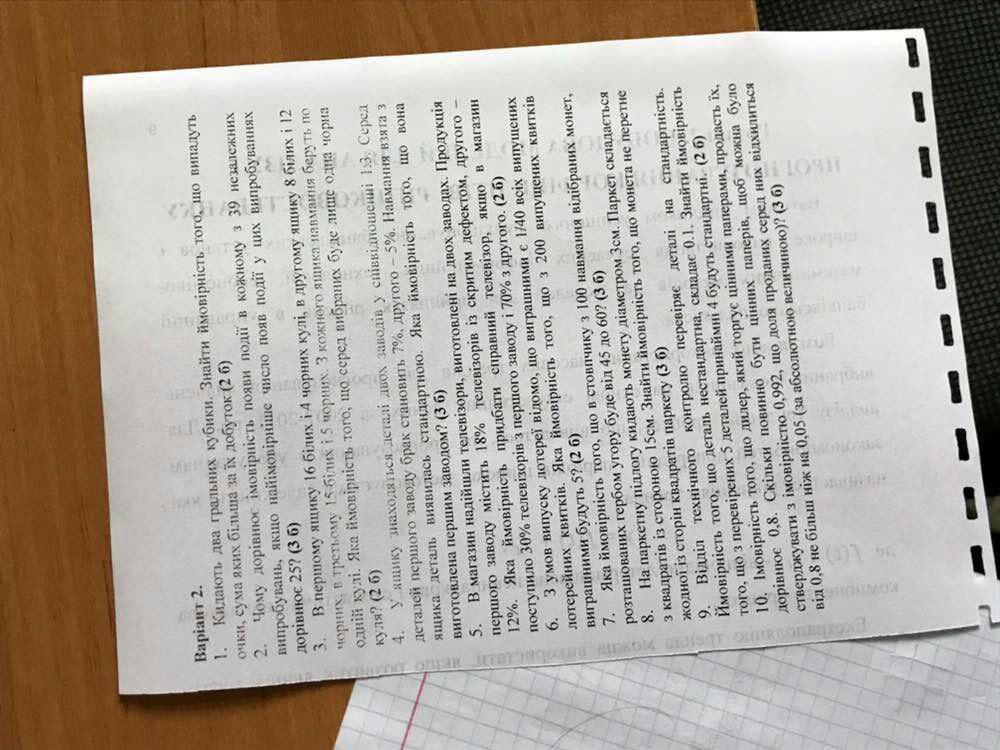 Варіант 2.
1. Кидають два гральних кубики. Знайти ймовірність того, що випадуть
очки, сума яких більша за їх добуток (2 б)
2. Чому дорівнює імовірність появи події в кожному з 39 незалежних
випробувань, якщо найімовірніше число появ події у цих випробуваннях
дорівнює 25? (3 б)
3. В першому ящику 16 білих і 4 чорних кулі, в другому ящику 8 білих і 12
чорних, в третьому 15 білих і 5 чорних. З кожного ящика навмання беруть по
одній кулі. Яка ймовірність того, що серед вибраних буде лише одна чорна
куля? (2 б)
4. У ящику знаходяться деталі двох заводів у співвідношенні 1:3. Серед
деталей першого заводу брак становить 7%, другого – 5%. Навмання взята з
ящика деталь виявилась стандартною. Яка ймовірність того, що вона
виготовлена першим заводом? (3 б)
5. В магазин надійшли телевізори, виготовлені на двох заводах. Продукція
першого заводу містить 18% телевізорів із скритим дефектом, другого –
12%. Яка ймовірність придбати справний телевізор, якщо в магазин
поступило 30% телевізорів з першого заводу і 70% з другого. (2 б)
6. З умов випуску лотереї відомо, що виграшними є 1/40 всіх випущених
лотерейних квитків. Яка ймовірність того, що з 200 випущених квитків
виграшними будуть 5? (2 б)
7. Яка ймовірність того, що в стовпчику з 100 навмання відібраних монет,
розташованих гербом угору буде від 45 до 60? (3 б)
8. На паркетну підлогу кидають монету діаметром 3см. Паркет складається
з квадратів із стороною 15см. Знайти ймовірність того, що монета не перетне
жодної із сторін квадратів паркету (3 б)
9. Відділ технічного контролю перевіряє деталі на стандартність.
Ймовірність того, що деталь нестандартна, складає 0.1. Знайти ймовірність
того, що з перевірених 5 деталей принаймні 4 будуть стандартні. (2 б)
10. Імовірність того, що дилер, який торгує цінними паперами, продасть їх,
дорівнює 0,8. Скільки повинно бути цінних паперів, щоб можна було
стверджувати з імовірністю 0,992, що доля проданих серед них відхилиться
від 0,8 не більш ніж на 0,05 (за абсолютною величиною)? (3 б)